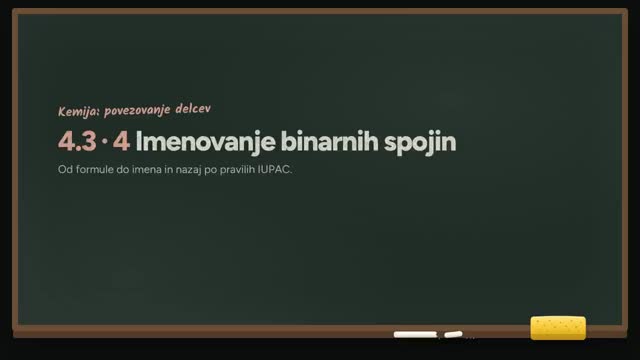 Kemija: povezovanje delcev
4.3 · 4 Imenovanje binarnih spojin
Od formule do imena in nazaj po pravilih IUPAC.